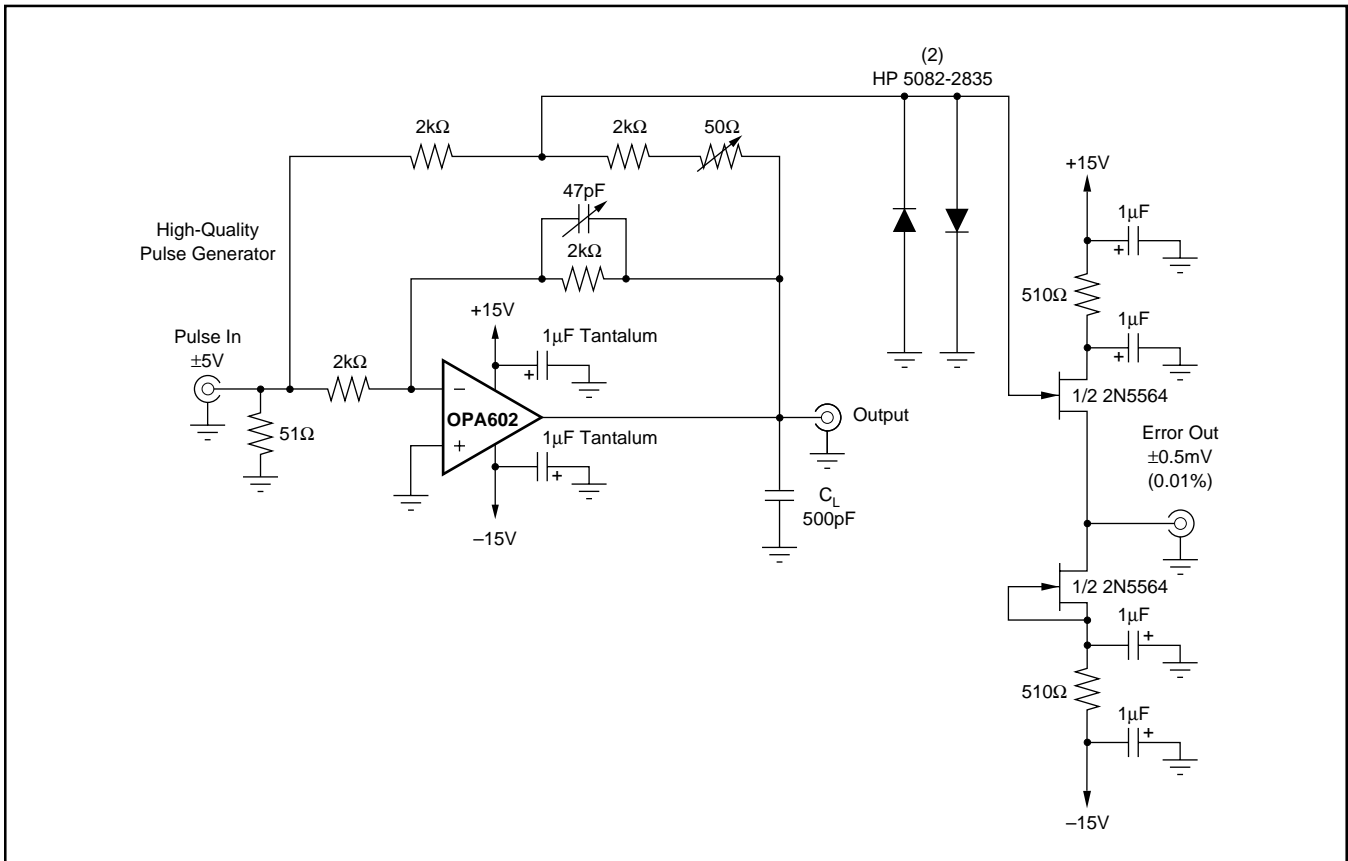 (2)
HP 5082-2835
2kΩ
2kΩ
50Ω
+15V
47pF
1µF
+
High-Quality
Pulse Generator
2kΩ
510Ω
+15V
1µF
+
Pulse In
±5V
1µF Tantalum
+
2kΩ
–
1/2 2N5564
OPA602
Output
51Ω
+
1µF Tantalum
+
Error Out
±0.5mV
(0.01%)
CL
500pF
–15V
1/2 2N5564
1µF
+
510Ω
1µF
+
–15V